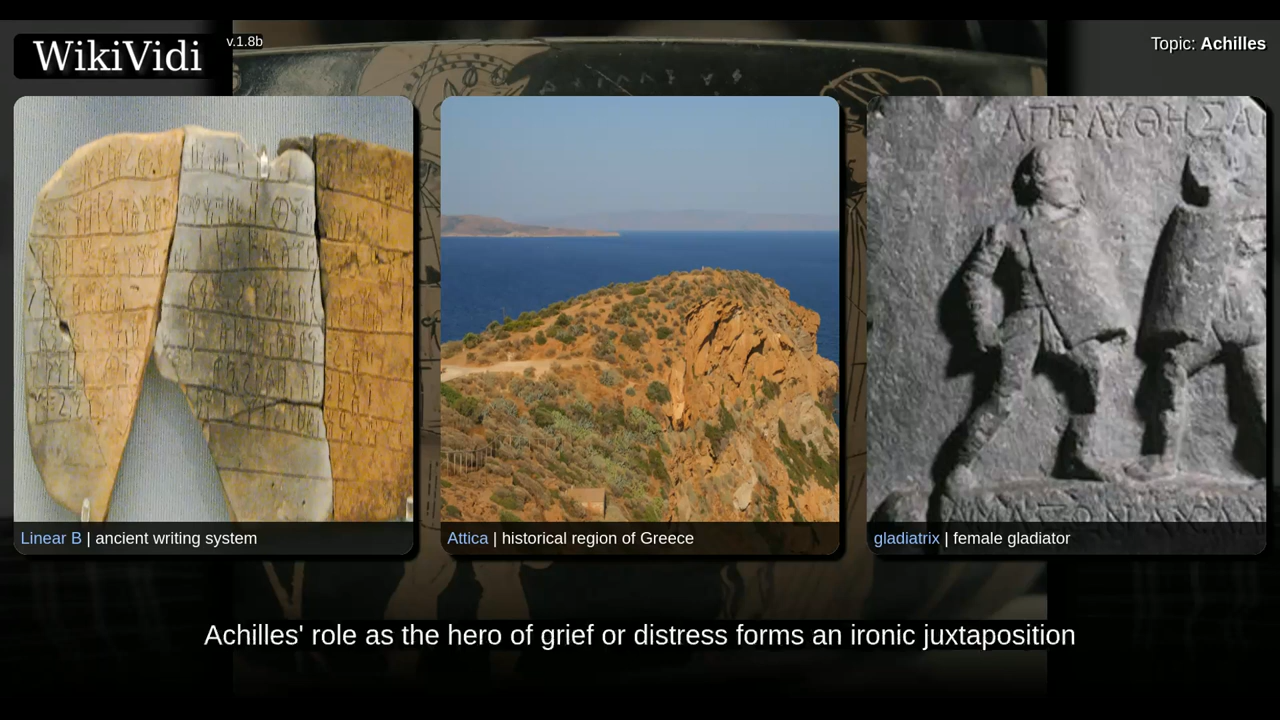 WikiVidi
v.1.8b
Topic: Achilles
ΑΠΕΛΥΘΗΣΑ
Linear B | ancient writing system
Attica | historical region of Greece
gladiatrix | female gladiator
Achilles' role as the hero of grief or distress forms an ironic juxtaposition